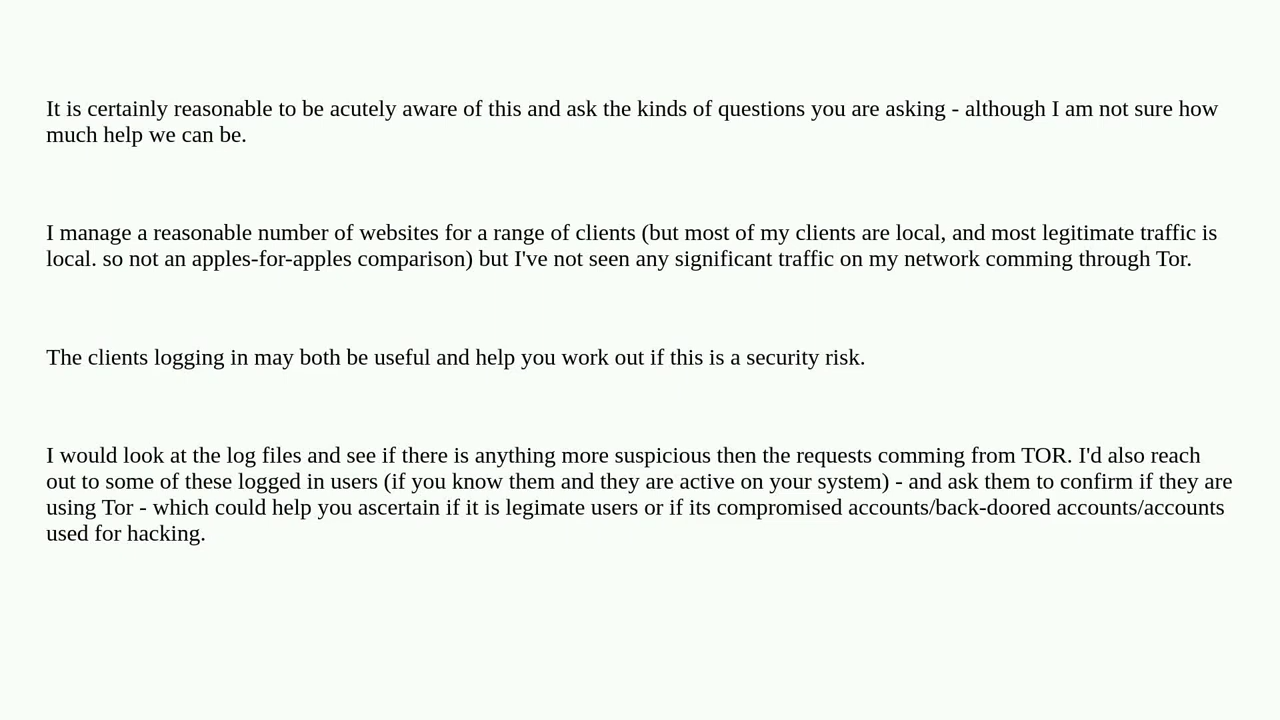 It is certainly reasonable to be acutely aware of this and ask the kinds of questions you are asking - although I am not sure how
much help we can be.
I manage a reasonable number of websites for a range of clients (but most of my clients are local, and most legitimate traffic is
local. so not an apples-for-apples comparison) but I've not seen any significant traffic on my network comming through Tor.
The clients logging in may both be useful and help you work out if this is a security risk.
I would look at the log files and see if there is anything more suspicious then the requests comming from TOR. I'd also reach
out to some of these logged in users (if you know them and they are active on your system) - and ask them to confirm if they are
using Tor - which could help you ascertain if it is legimate users or if its compromised accounts/back-doored accounts/accounts
used for hacking.